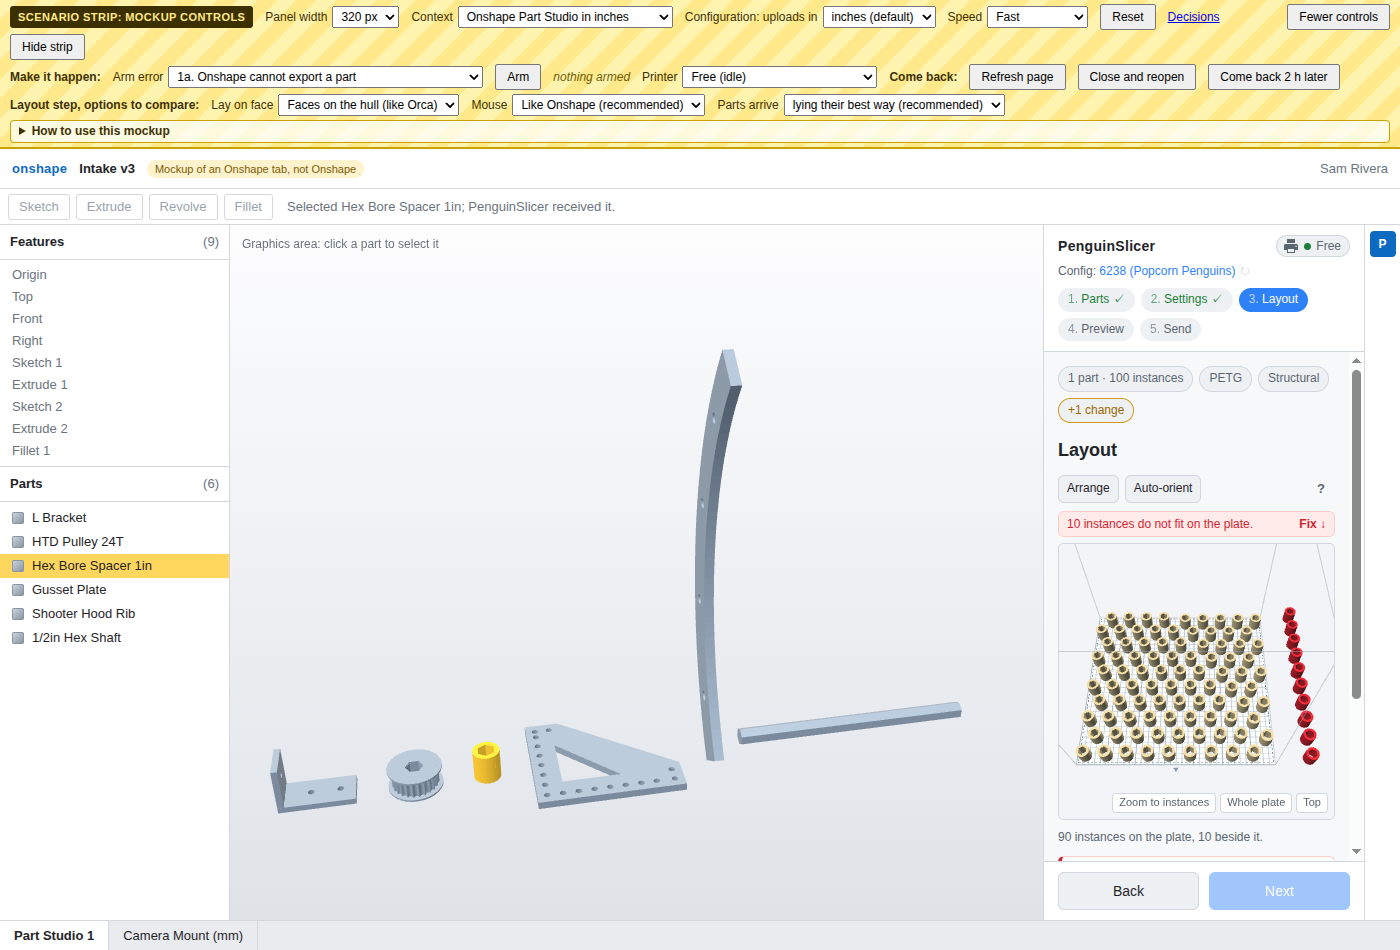 SCENARIO STRIP: MOCKUP CONTROLS Panel width 320 px Context Onshape Part Studio in inches Configuration: uploads in inches (default) Speed Fast Reset Decisions Fewer controls
Hide strip
Make it happen: Arm error 1a. Onshape cannot export a part Arm nothing armed Printer Free (idle) Come back: Refresh page Close and reopen Come back 2 h later
Layout step, options to compare: Lay on face Faces on the hull (like Orca) Mouse Like Onshape (recommended) Parts arrive lying their best way (recommended)
How to use this mockup
onshape Intake v3 Mockup of an Onshape tab, not Onshape Sam Rivera
Sketch Extrude Revolve Fillet Selected Hex Bore Spacer 1in; PenguinSlicer received it.
Features (9)
Origin
Top
Front
Right
Sketch 1
Extrude 1
Sketch 2
Extrude 2
Fillet 1
Parts (6)
L Bracket
HTD Pulley 24T
Hex Bore Spacer 1in
Gusset Plate
Shooter Hood Rib
1/2in Hex Shaft
Graphics area: click a part to select it
PenguinSlicer Free
Config: 6238 (Popcorn Penguins)
1. Parts ✓ 2. Settings ✓ 3. Layout
4. Preview 5. Send
1 part · 100 instances PETG Structural
+1 change
Layout
Arrange Auto-orient ?
10 instances do not fit on the plate. Fix ↓
Zoom to instances Whole plate Top
90 instances on the plate, 10 beside it.
Back Next
P
Part Studio 1 Camera Mount (mm)